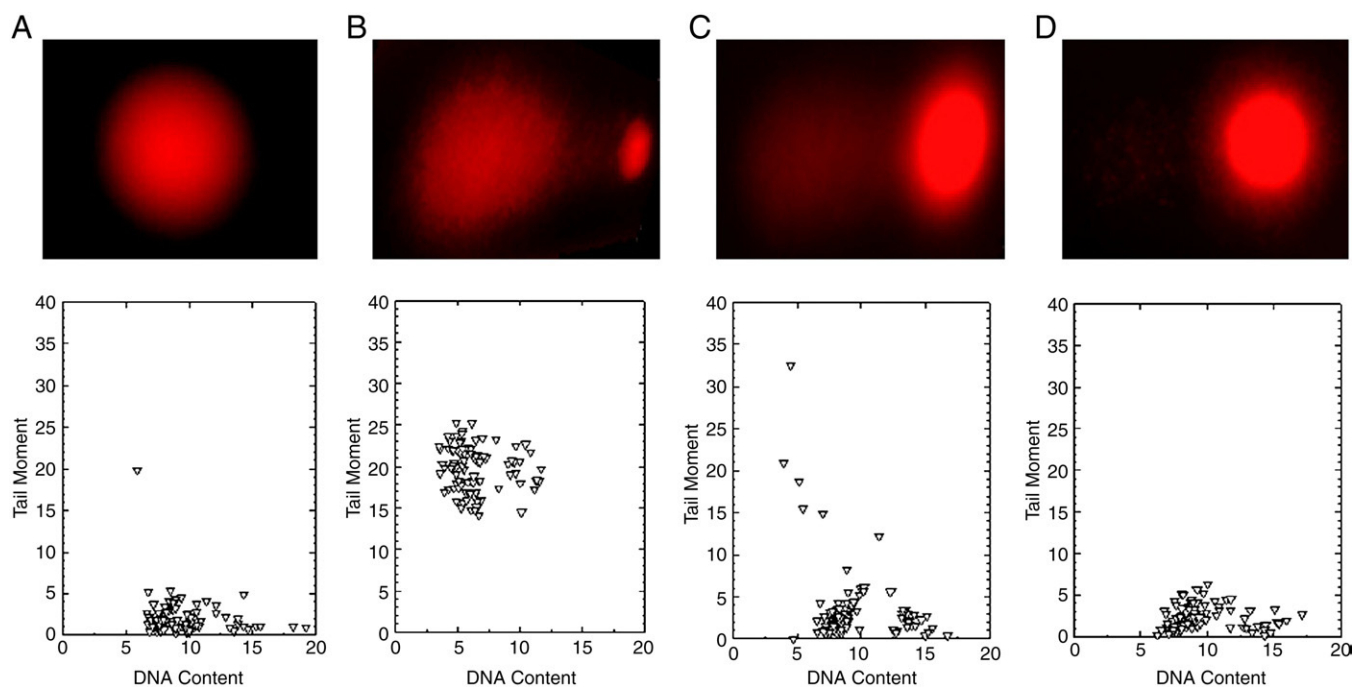 A B C D
40 40 40 40
35 35 35 35
30 30 30 30
25 25 25 25
20 20 20 20
15 15 15 15
10 10 10 10
5 5 5 5
0 0 0 0
Tail Moment Tail Moment Tail Moment Tail Moment
0 5 10 15 20 0 5 10 15 20 0 5 10 15 20 0 5 10 15 20
DNA Content DNA Content DNA Content DNA Content